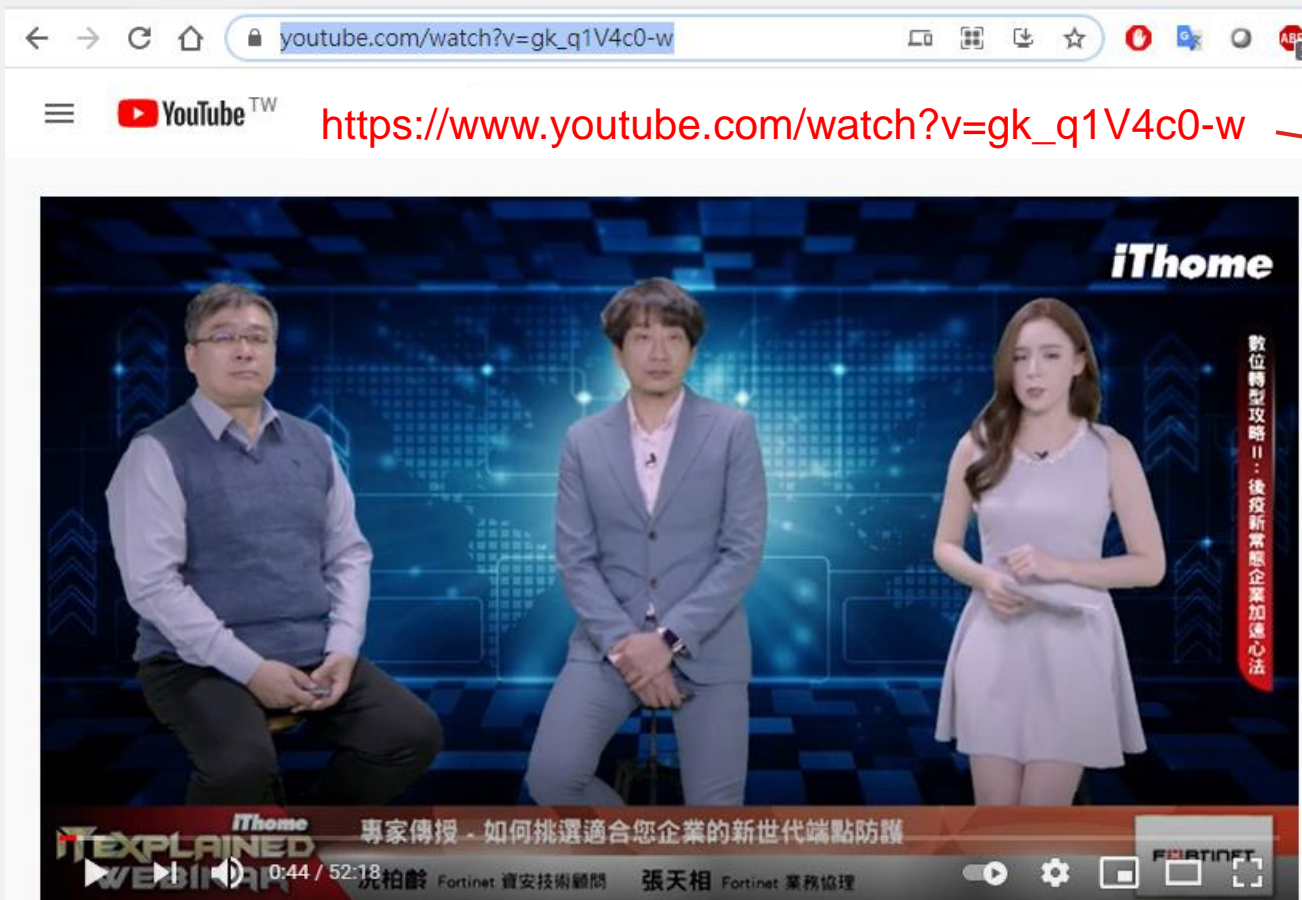 youtube.com/watch?v=gk_q1V4c0-w
YouTube TW
https://www.youtube.com/watch?v=gk_q1V4c0-w
iThome
數位轉型攻略 II：後疫新常態企業加速心法
iThome
IT EXPLAINED
WEBINAR
專家傳授 - 如何挑選適合您企業的新世代端點防護
0:44 / 52:18
柏齡 Fortinet 資安技術顧問 張天相 Fortinet 業務協理
FORTINET